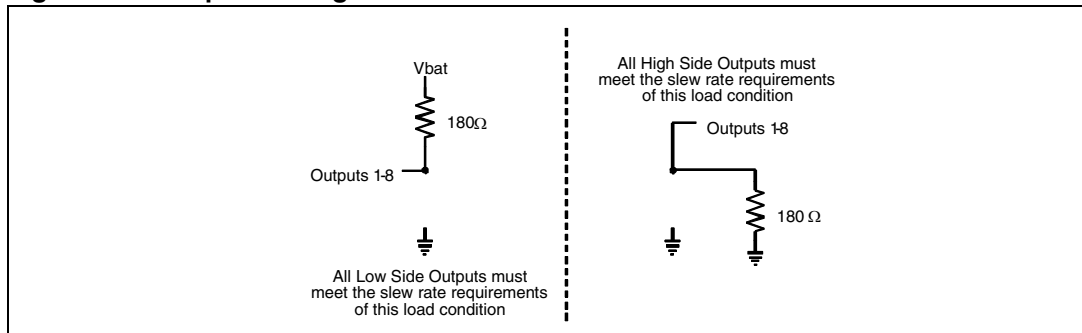 Vbat
180Ω
Outputs 1-8
All Low Side Outputs must
meet the slew rate requirements
of this load condition
All High Side Outputs must
meet the slew rate requirements
of this load condition
Outputs 1-8
180 Ω